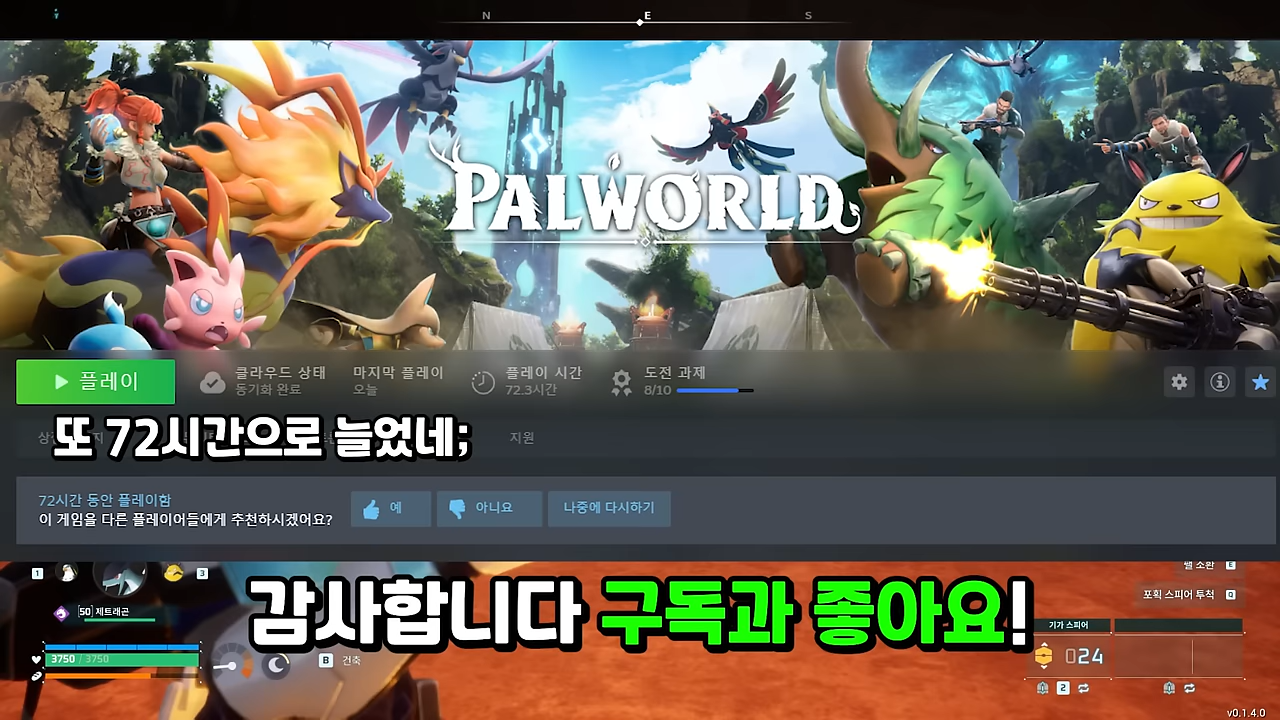 N E S
PALWORLD
플레이
클라우드 상태
동기화 완료
마지막 플레이
오늘
플레이 시간
72.3시간
도전 과제
8/10
또 72시간으로 늘었네;
지원
72시간 동안 플레이함
이 게임을 다른 플레이어들에게 추천하시겠어요?
예
아니요
나중에 다시하기
1
3
펠 소환 E
포획 스피어 투척 Q
감사합니다 구독과 좋아요!
50 제트래곤
3750 / 3750
B 건축
기가 스피어
024
2
v0.1.4.0